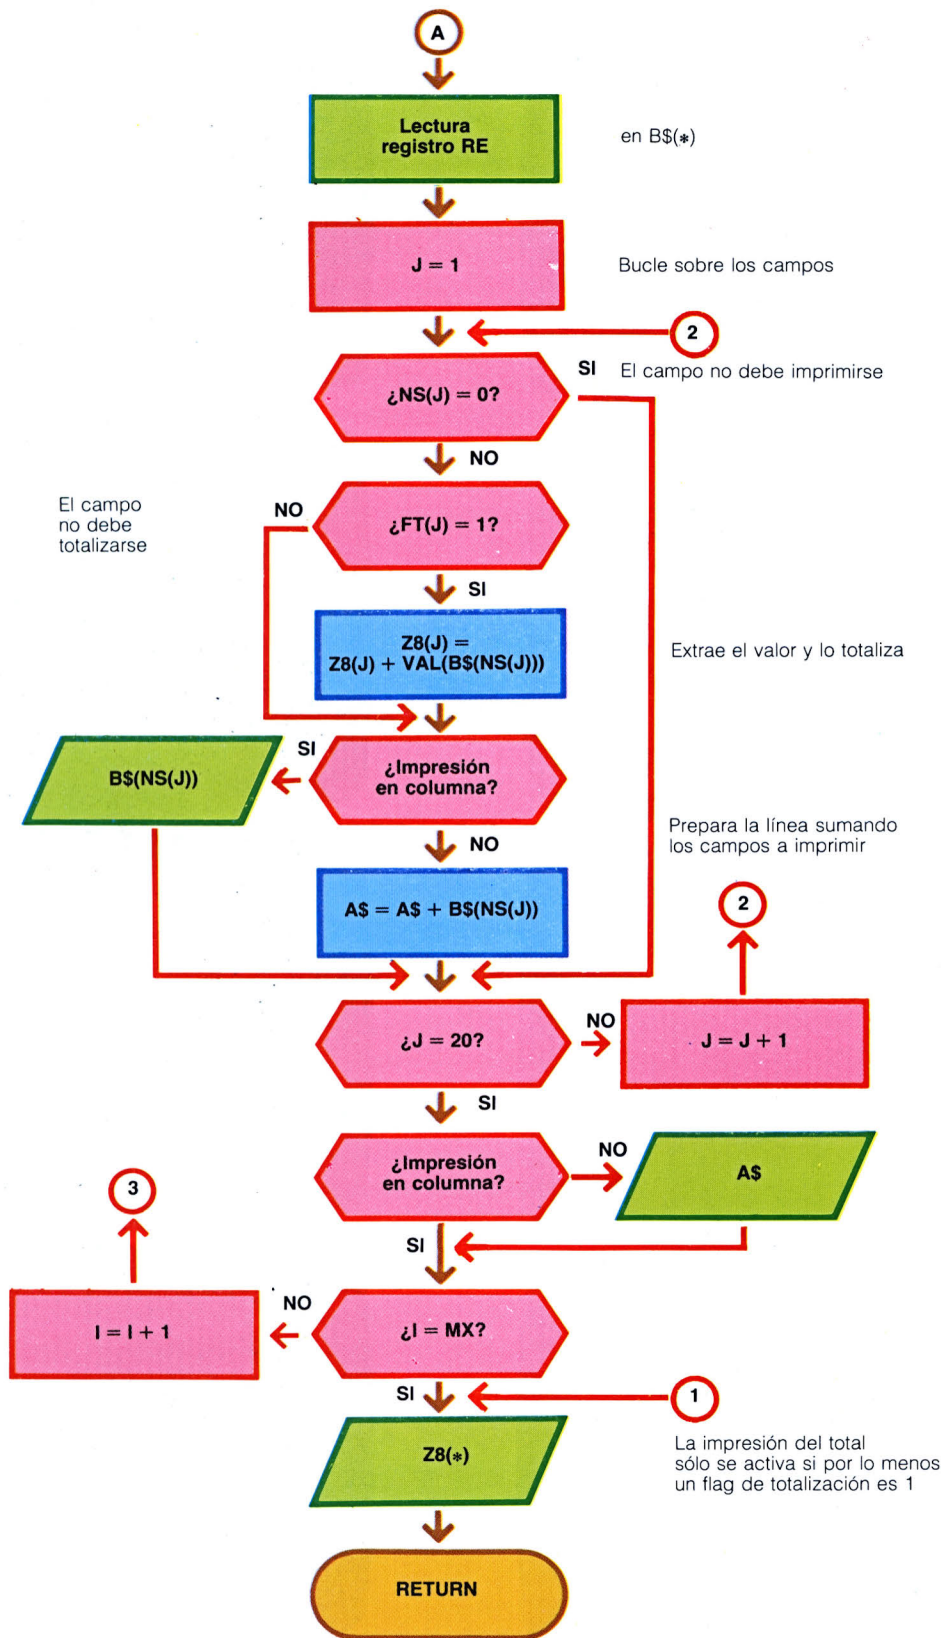 A
Lectura
registro RE
en B$(*)
J = 1
Bucle sobre los campos
2
¿NS(J) = 0?
SI
El campo no debe imprimirse
NO
El campo
no debe
totalizarse
NO
¿FT(J) = 1?
SI
Z8(J) =
Z8(J) + VAL(B$(NS(J)))
Extrae el valor y lo totaliza
B$(NS(J))
SI
¿Impresión
en columna?
NO
Prepara la línea sumando
los campos a imprimir
A$ = A$ + B$(NS(J))
2
¿J = 20?
NO
J = J + 1
SI
¿Impresión
en columna?
NO
A$
3
SI
I = I + 1
NO
¿I = MX?
SI
1
Z8(*)
La impresión del total
sólo se activa si por lo menos
un flag de totalización es 1
RETURN